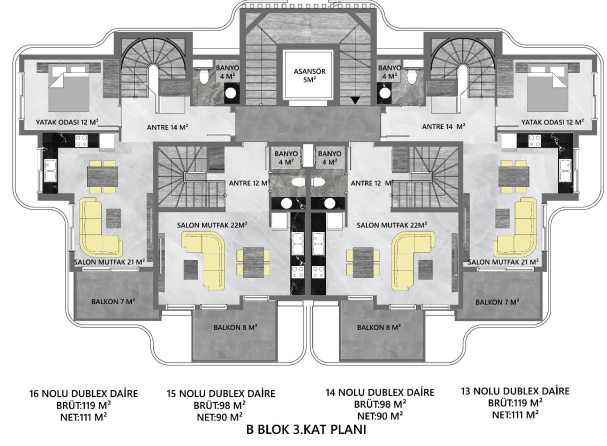 BANYO
4 M²
ASANSÖR
5M²
BANYO
4 M²
YATAK ODASI 12 M²
ANTRE 14 M²
ANTRE 14 M²
YATAK ODASI 12 M²
BANYO
4 M²
BANYO
4 M²
ANTRE 12 M²
ANTRE 12 M²
SALON MUTFAK 22M²
SALON MUTFAK 22M²
SALON MUTFAK 21 M²
SALON MUTFAK 21 M²
BALKON 7 M²
BALKON 7 M²
BALKON 8 M²
BALKON 8 M²
16 NOLU DUBLEX DAİRE
BRÜT:119 M²
NET:111 M²
15 NOLU DUBLEX DAİRE
BRÜT:98 M²
NET:90 M²
14 NOLU DUBLEX DAİRE
BRÜT:98 M²
NET:90 M²
13 NOLU DUBLEX DAİRE
BRÜT:119 M²
NET:111 M²
B BLOK 3.KAT PLANI